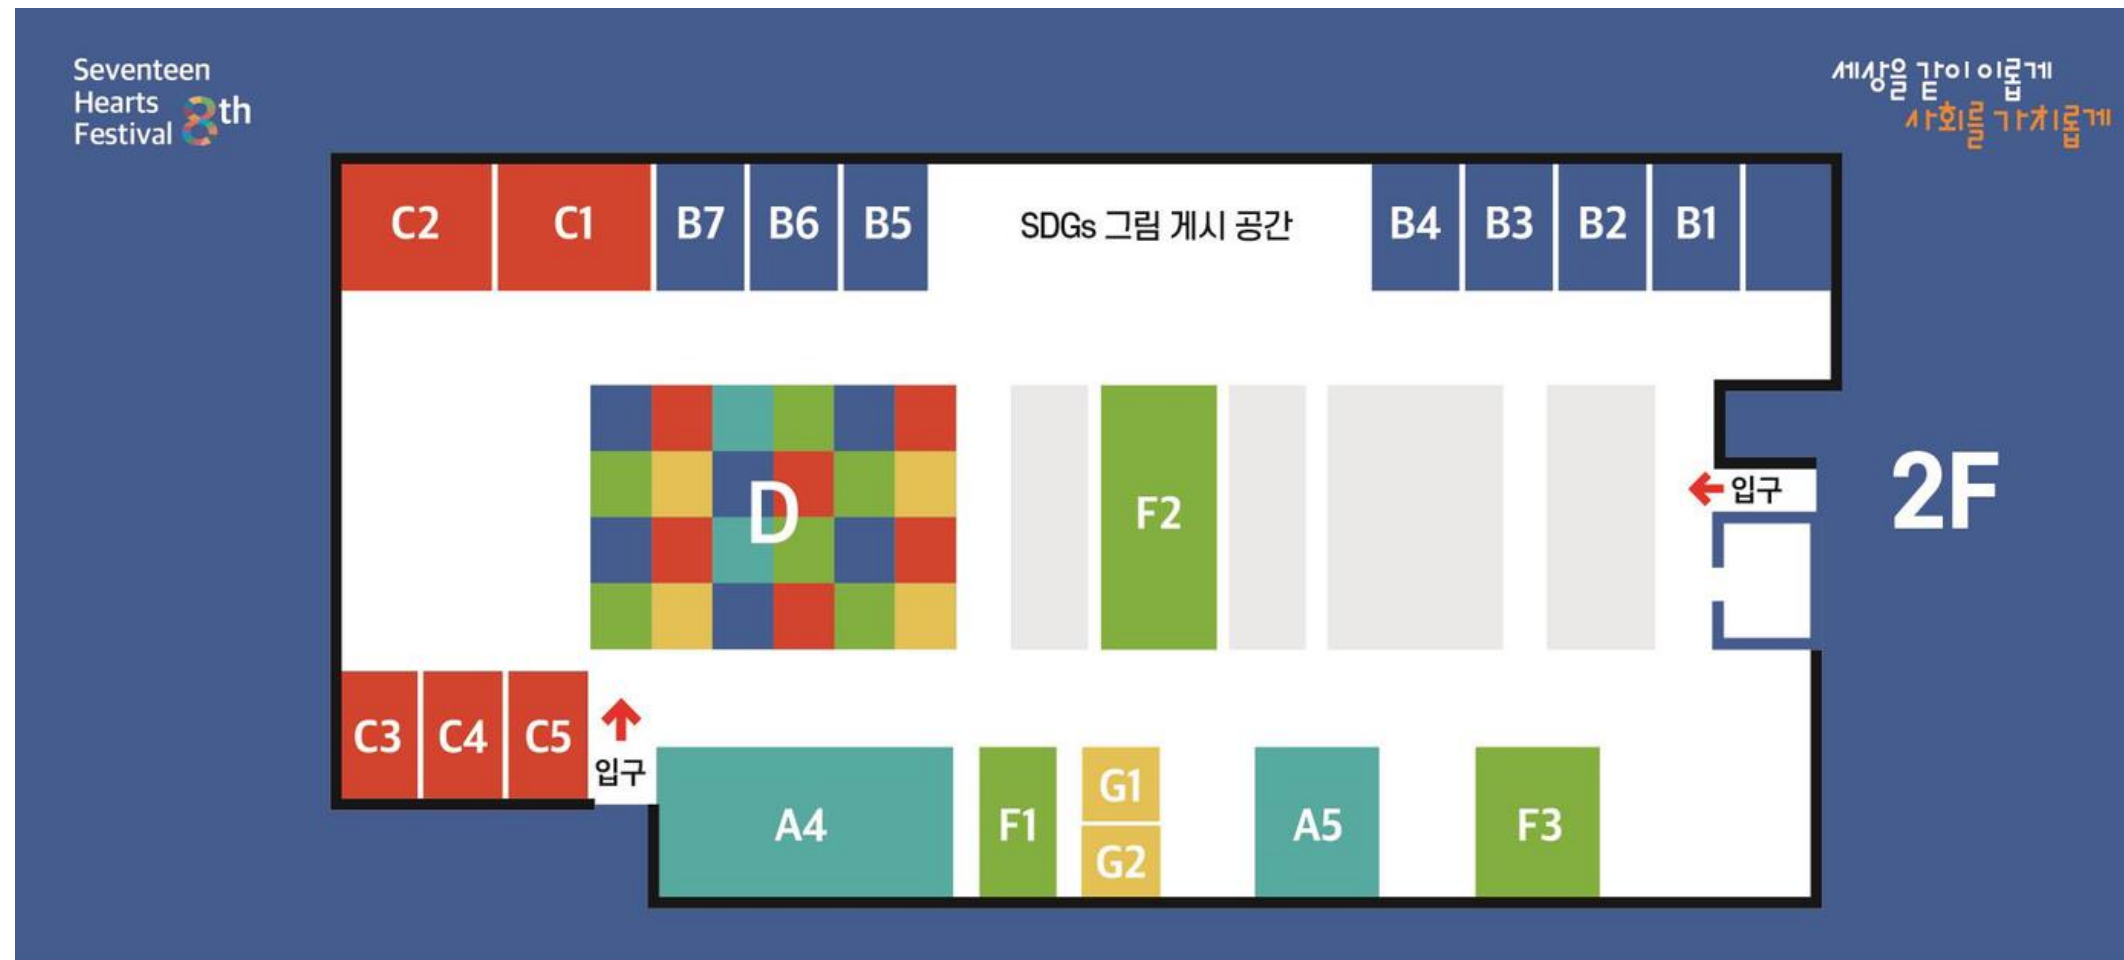 Seventeen
Hearts
Festival 8th
세상을 같이 이롭게
사회를 가치롭게
C2 C1 B7 B6 B5 SDGs 그림 게시 공간 B4 B3 B2 B1
D F2 입구 2F
C3 C4 C5 입구
A4 F1 G1 A5 F3
G2